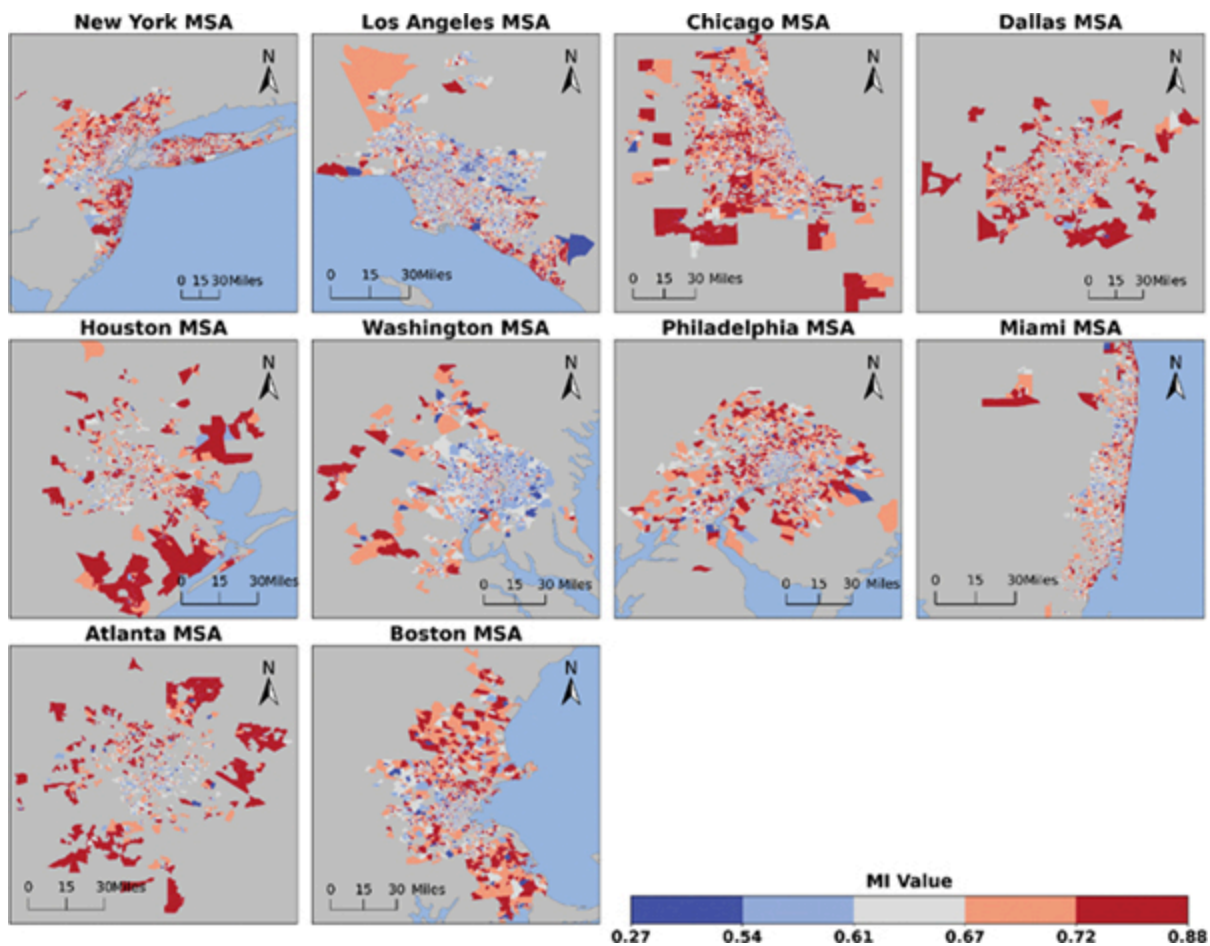 New York MSA
Los Angeles MSA
Chicago MSA
Dallas MSA
N
N
N
N
0 15 30Miles
0 15 30Miles
0 15 30 Miles
0 15 30Miles
Houston MSA
Washington MSA
Philadelphia MSA
Miami MSA
N
N
N
N
0 15 30Miles
0 15 30 Miles
0 15 30 Miles
0 15 30Miles
Atlanta MSA
Boston MSA
N
N
0 15 30Miles
0 15 30 Miles
MI Value
0.27 0.54 0.61 0.67 0.72 0.88